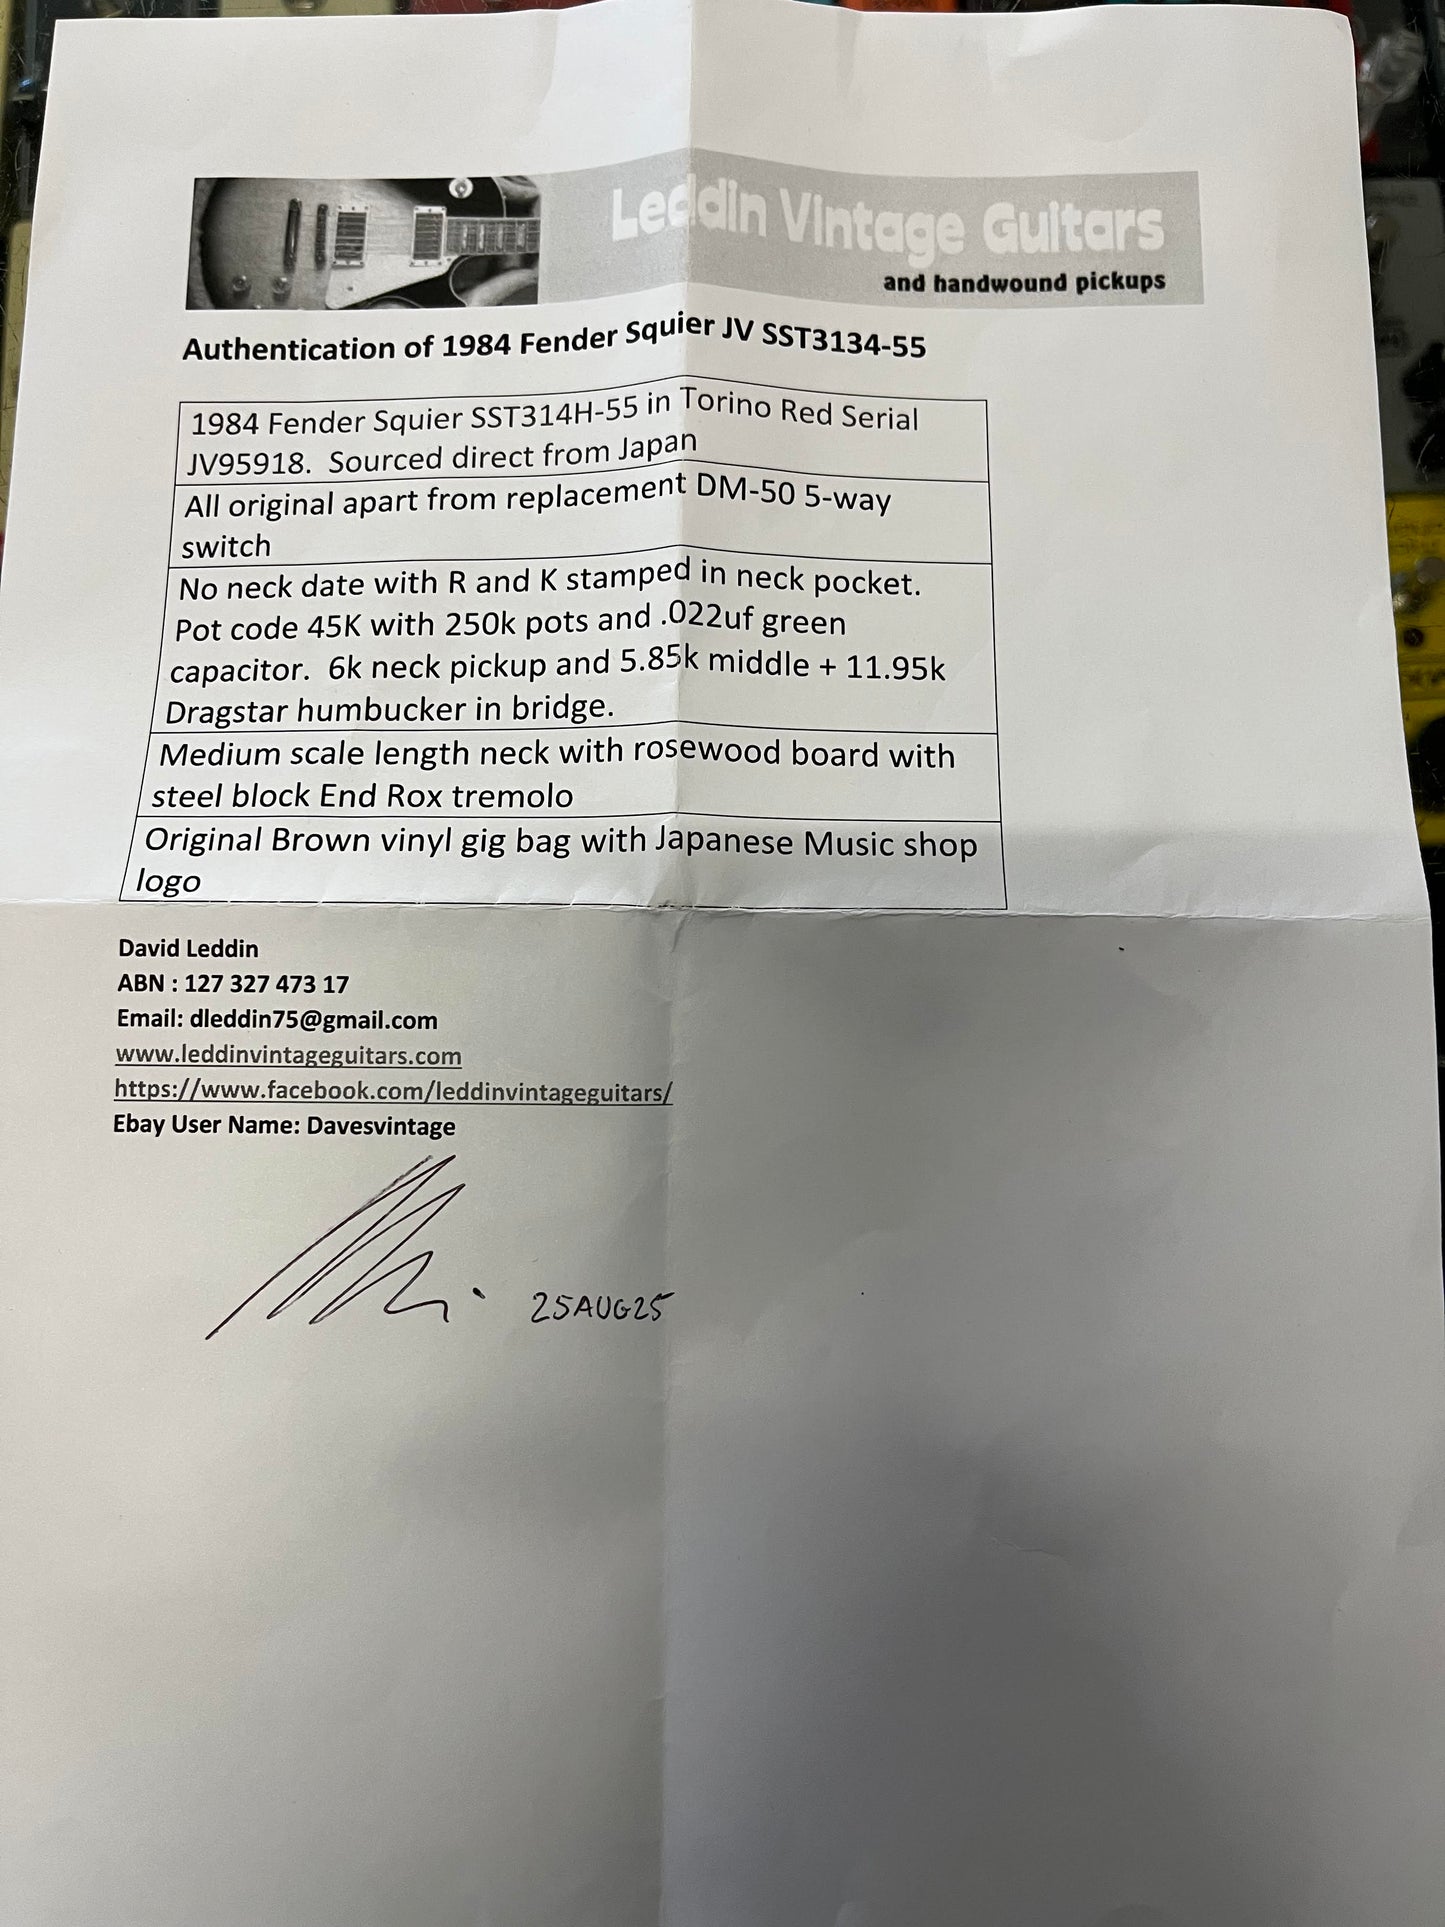 Leddin Vintage Guitars
and handwound pickups
Authentication of 1984 Fender Squier JV SST3134-55
1984 Fender Squier SST314H-55 in Torino Red Serial
JV95918.  Sourced direct from Japan
All original apart from replacement DM-50 5-way
switch
No neck date with R and K stamped in neck pocket.
Pot code 45K with 250k pots and .022uf green
capacitor.  6k neck pickup and 5.85k middle + 11.95k
Dragstar humbucker in bridge.
Medium scale length neck with rosewood board with
steel block End Rox tremolo
Original Brown vinyl gig bag with Japanese Music shop
logo
David Leddin
ABN : 127 327 473 17
Email: dleddin75@gmail.com
www.leddinvintageguitars.com
https://www.facebook.com/leddinvintageguitars/
Ebay User Name: Davesvintage
25AUG25